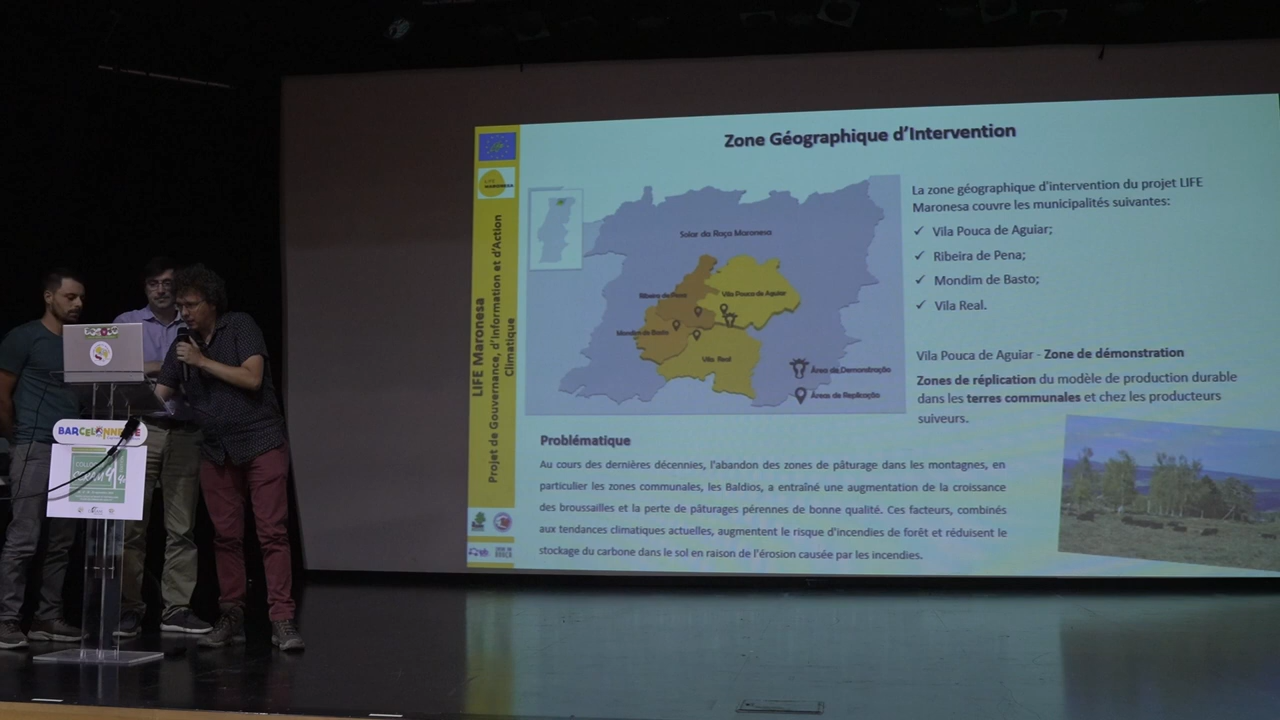 Zone Géographique d'Intervention
LIFE Maronesa
Projet de Gouvernance, d'Information et d'Action
Climatique
MARONESA
Solar da Raça Maronesa
Ribeira de Pena
Vila Pouca de Aguiar
Mondim de Basto
Vila Real
Área de Demonstração
Áreas de Replicação
La zone géographique d'intervention du projet LIFE
Maronesa couvre les municipalités suivantes:
✓ Vila Pouca de Aguiar;
✓ Ribeira de Pena;
✓ Mondim de Basto;
✓ Vila Real.
Vila Pouca de Aguiar - Zone de démonstration
Zones de réplication du modèle de production durable
dans les terres communales et chez les producteurs
suiveurs.
Problématique
Au cours des dernières décennies, l'abandon des zones de pâturage dans les montagnes, en
particulier les zones communales, les Baldios, a entraîné une augmentation de la croissance
des broussailles et la perte de pâturages pérennes de bonne qualité. Ces facteurs, combinés
aux tendances climatiques actuelles, augmentent le risque d'incendies de forêt et réduisent le
stockage du carbone dans le sol en raison de l'érosion causée par les incendies.
BARCELONNETTE